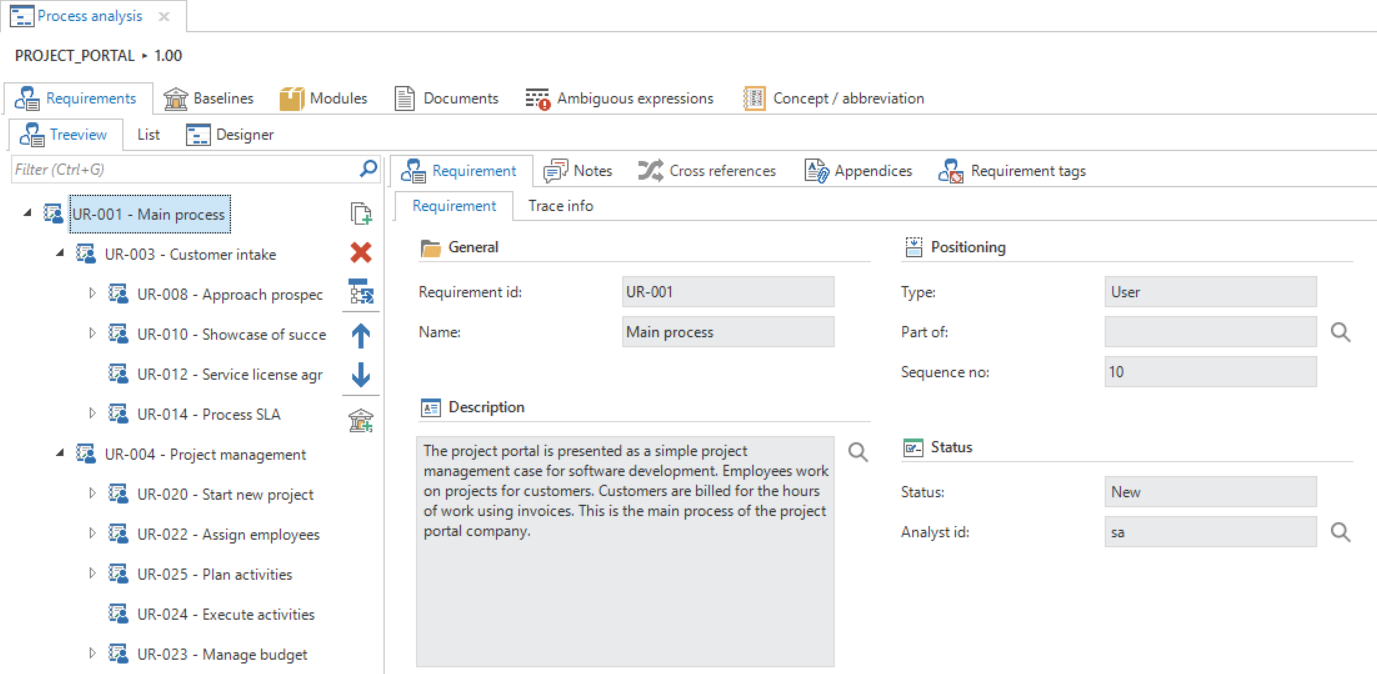 Process analysis
PROJECT_PORTAL ▸ 1.00
Requirements Baselines Modules Documents Ambiguous expressions Concept / abbreviation
Treeview List Designer
Filter (Ctrl+G)
UR-001 - Main process
UR-003 - Customer intake
UR-008 - Approach prospec
UR-010 - Showcase of succe
UR-012 - Service license agr
UR-014 - Process SLA
UR-004 - Project management
UR-020 - Start new project
UR-022 - Assign employees
UR-025 - Plan activities
UR-024 - Execute activities
UR-023 - Manage budget
Requirement Notes Cross references Appendices Requirement tags
Requirement Trace info
General
Requirement id: UR-001
Name: Main process
Description
The project portal is presented as a simple project
management case for software development. Employees work
on projects for customers. Customers are billed for the hours
of work using invoices. This is the main process of the project
portal company.
Positioning
Type: User
Part of:
Sequence no: 10
Status
Status: New
Analyst id: sa